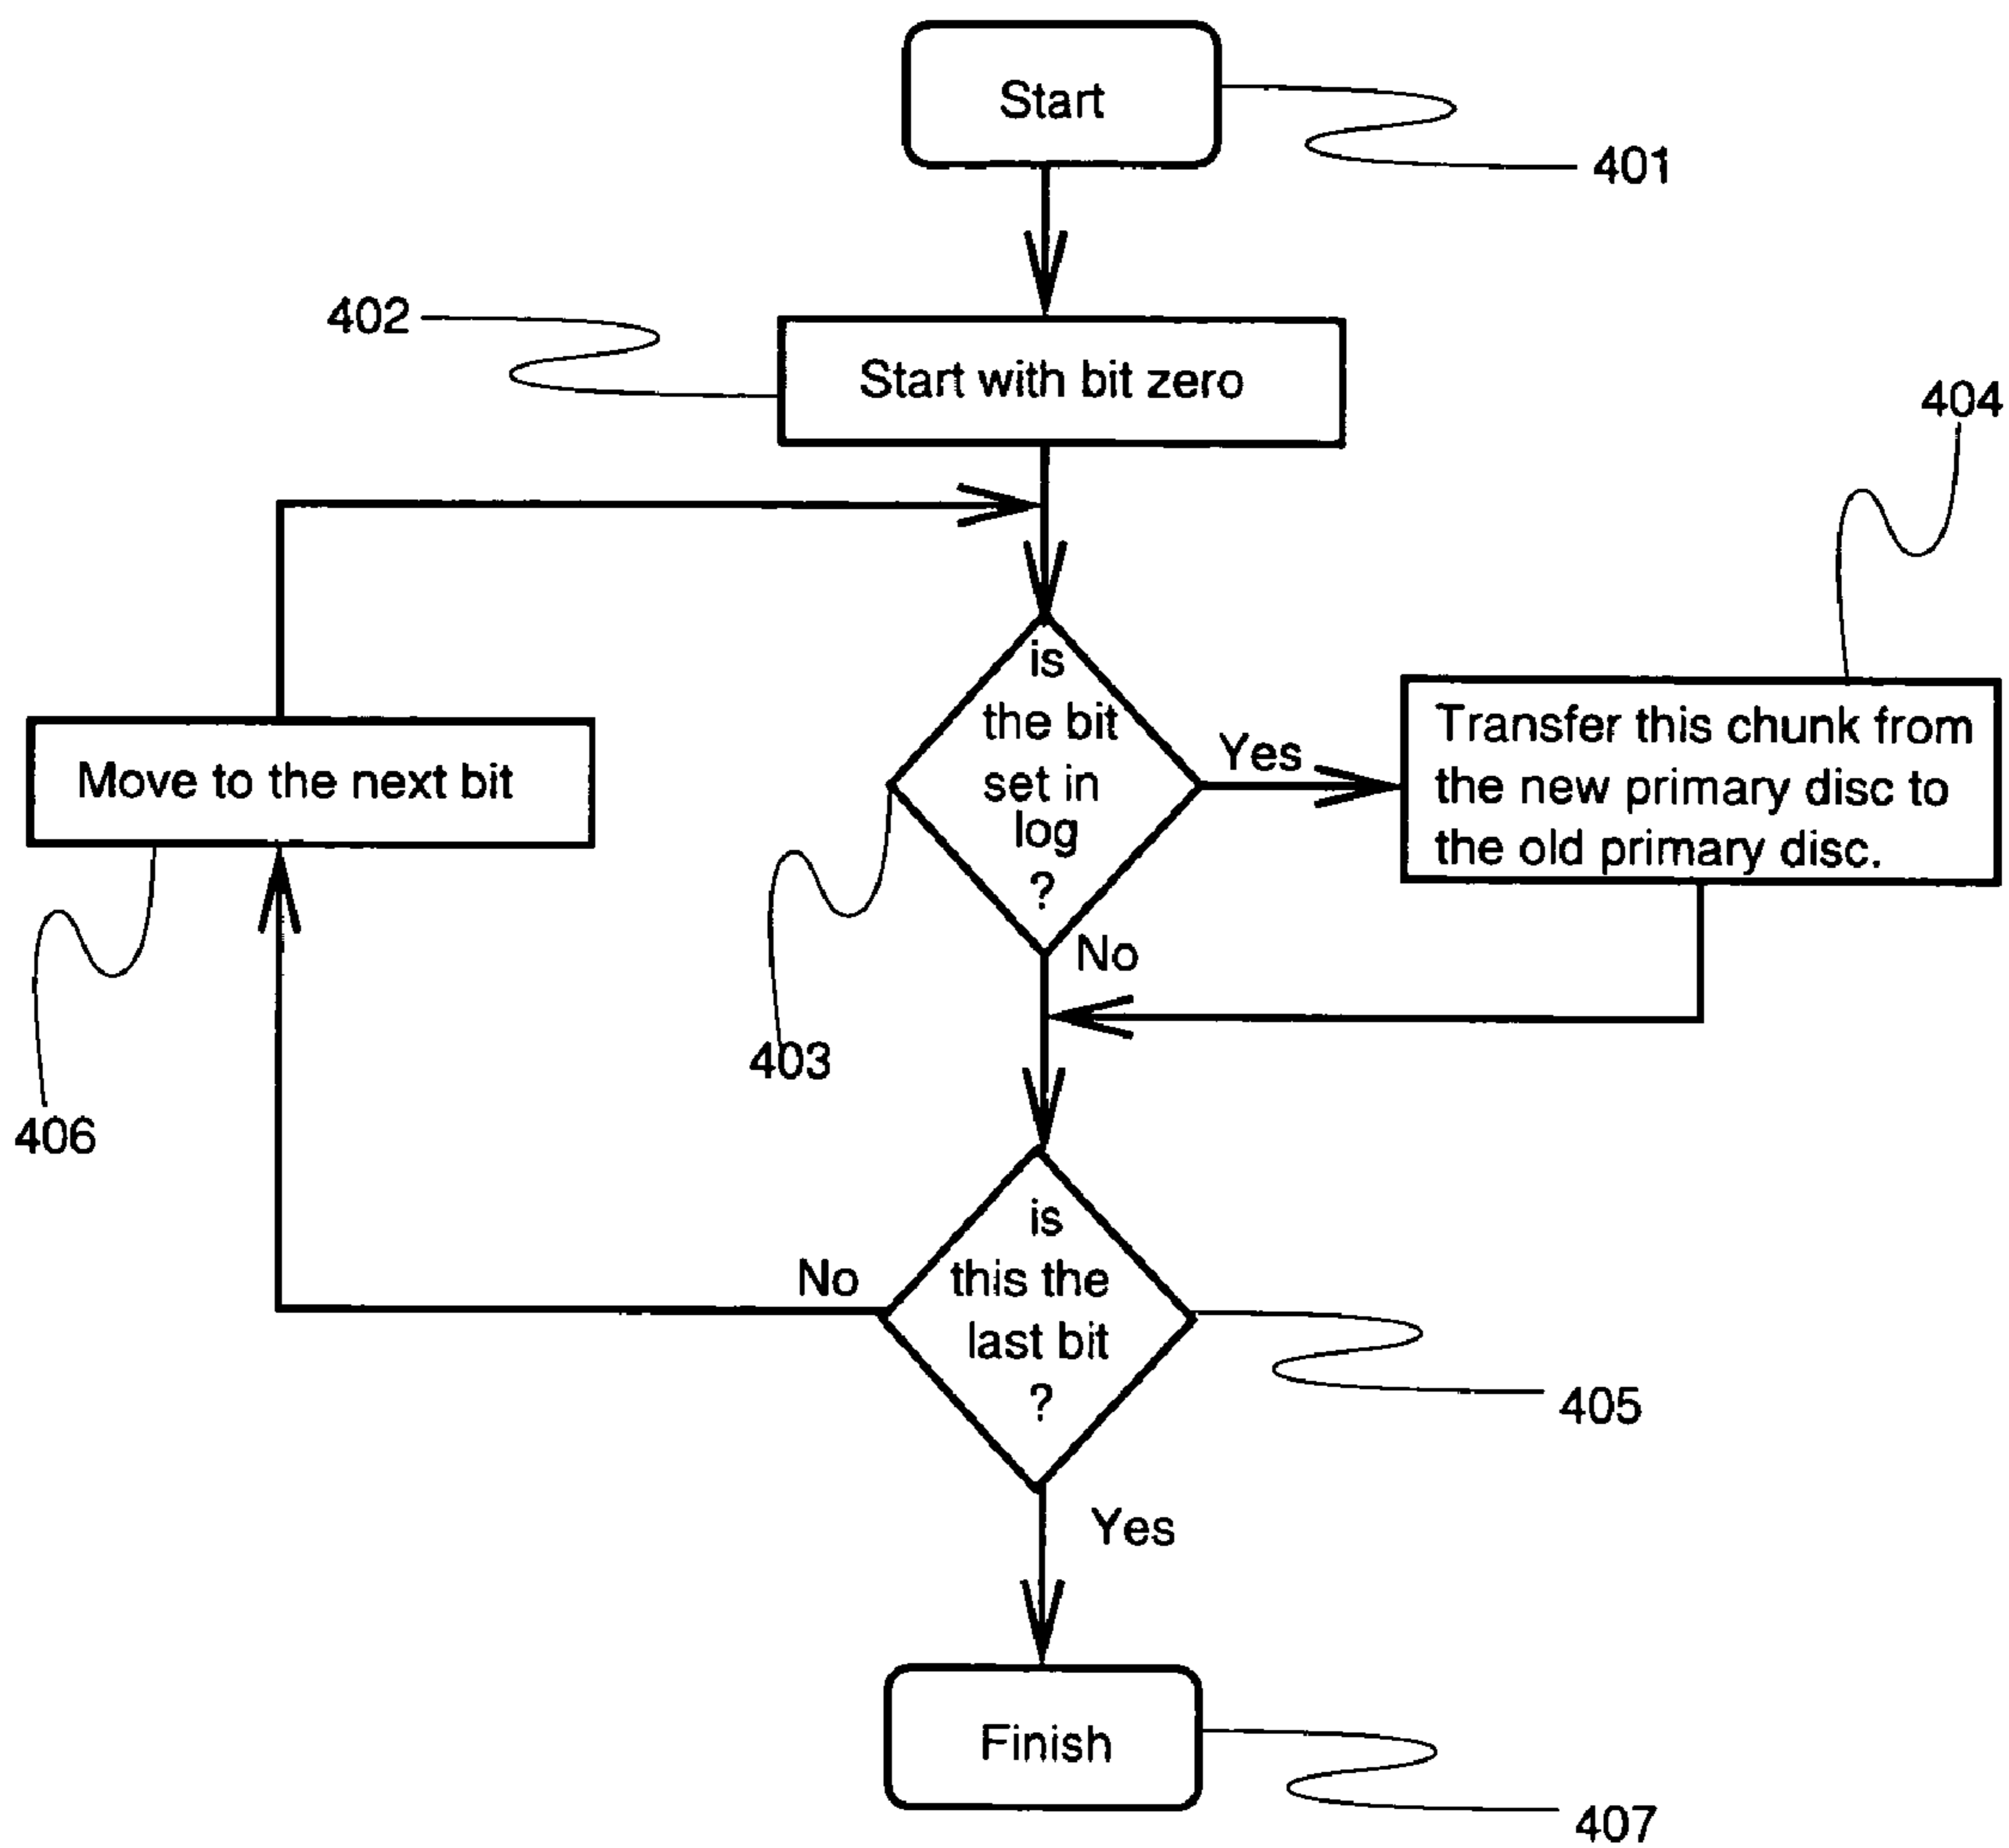 Start
401
402
Start with bit zero
404
is
the bit
set in
log
?
Yes
Transfer this chunk from
the new primary disc to
the old primary disc.
Move to the next bit
No
403
406
is
this the
last bit
?
No
405
Yes
Finish
407